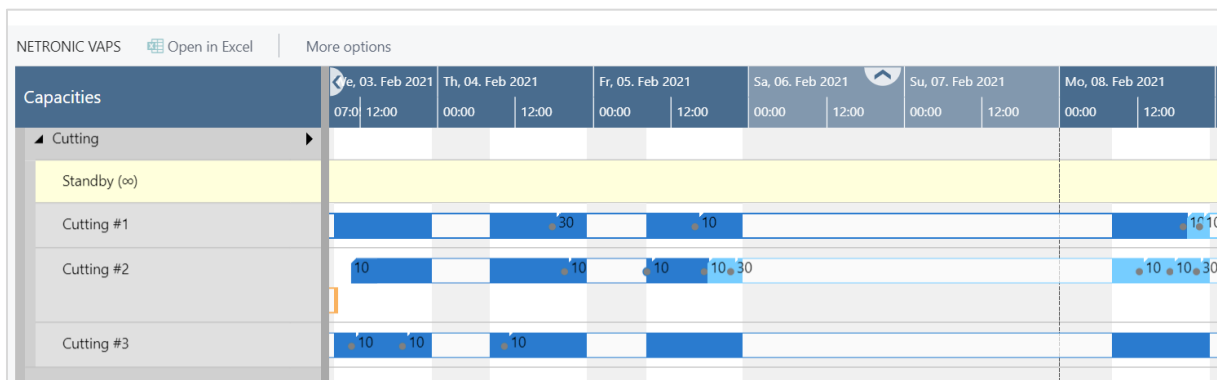 NETRONIC VAPS Open in Excel More options
Capacities
We, 03. Feb 2021 Th, 04. Feb 2021 Fr, 05. Feb 2021 Sa, 06. Feb 2021 Su, 07. Feb 2021 Mo, 08. Feb 2021
12:00 00:00 12:00 00:00 12:00 00:00 12:00 00:00 12:00 00:00 12:00
Cutting
Standby (∞)
Cutting #1 30 10 10 10
Cutting #2 10 10 10 10 30 10 10 30
Cutting #3 10 10 10